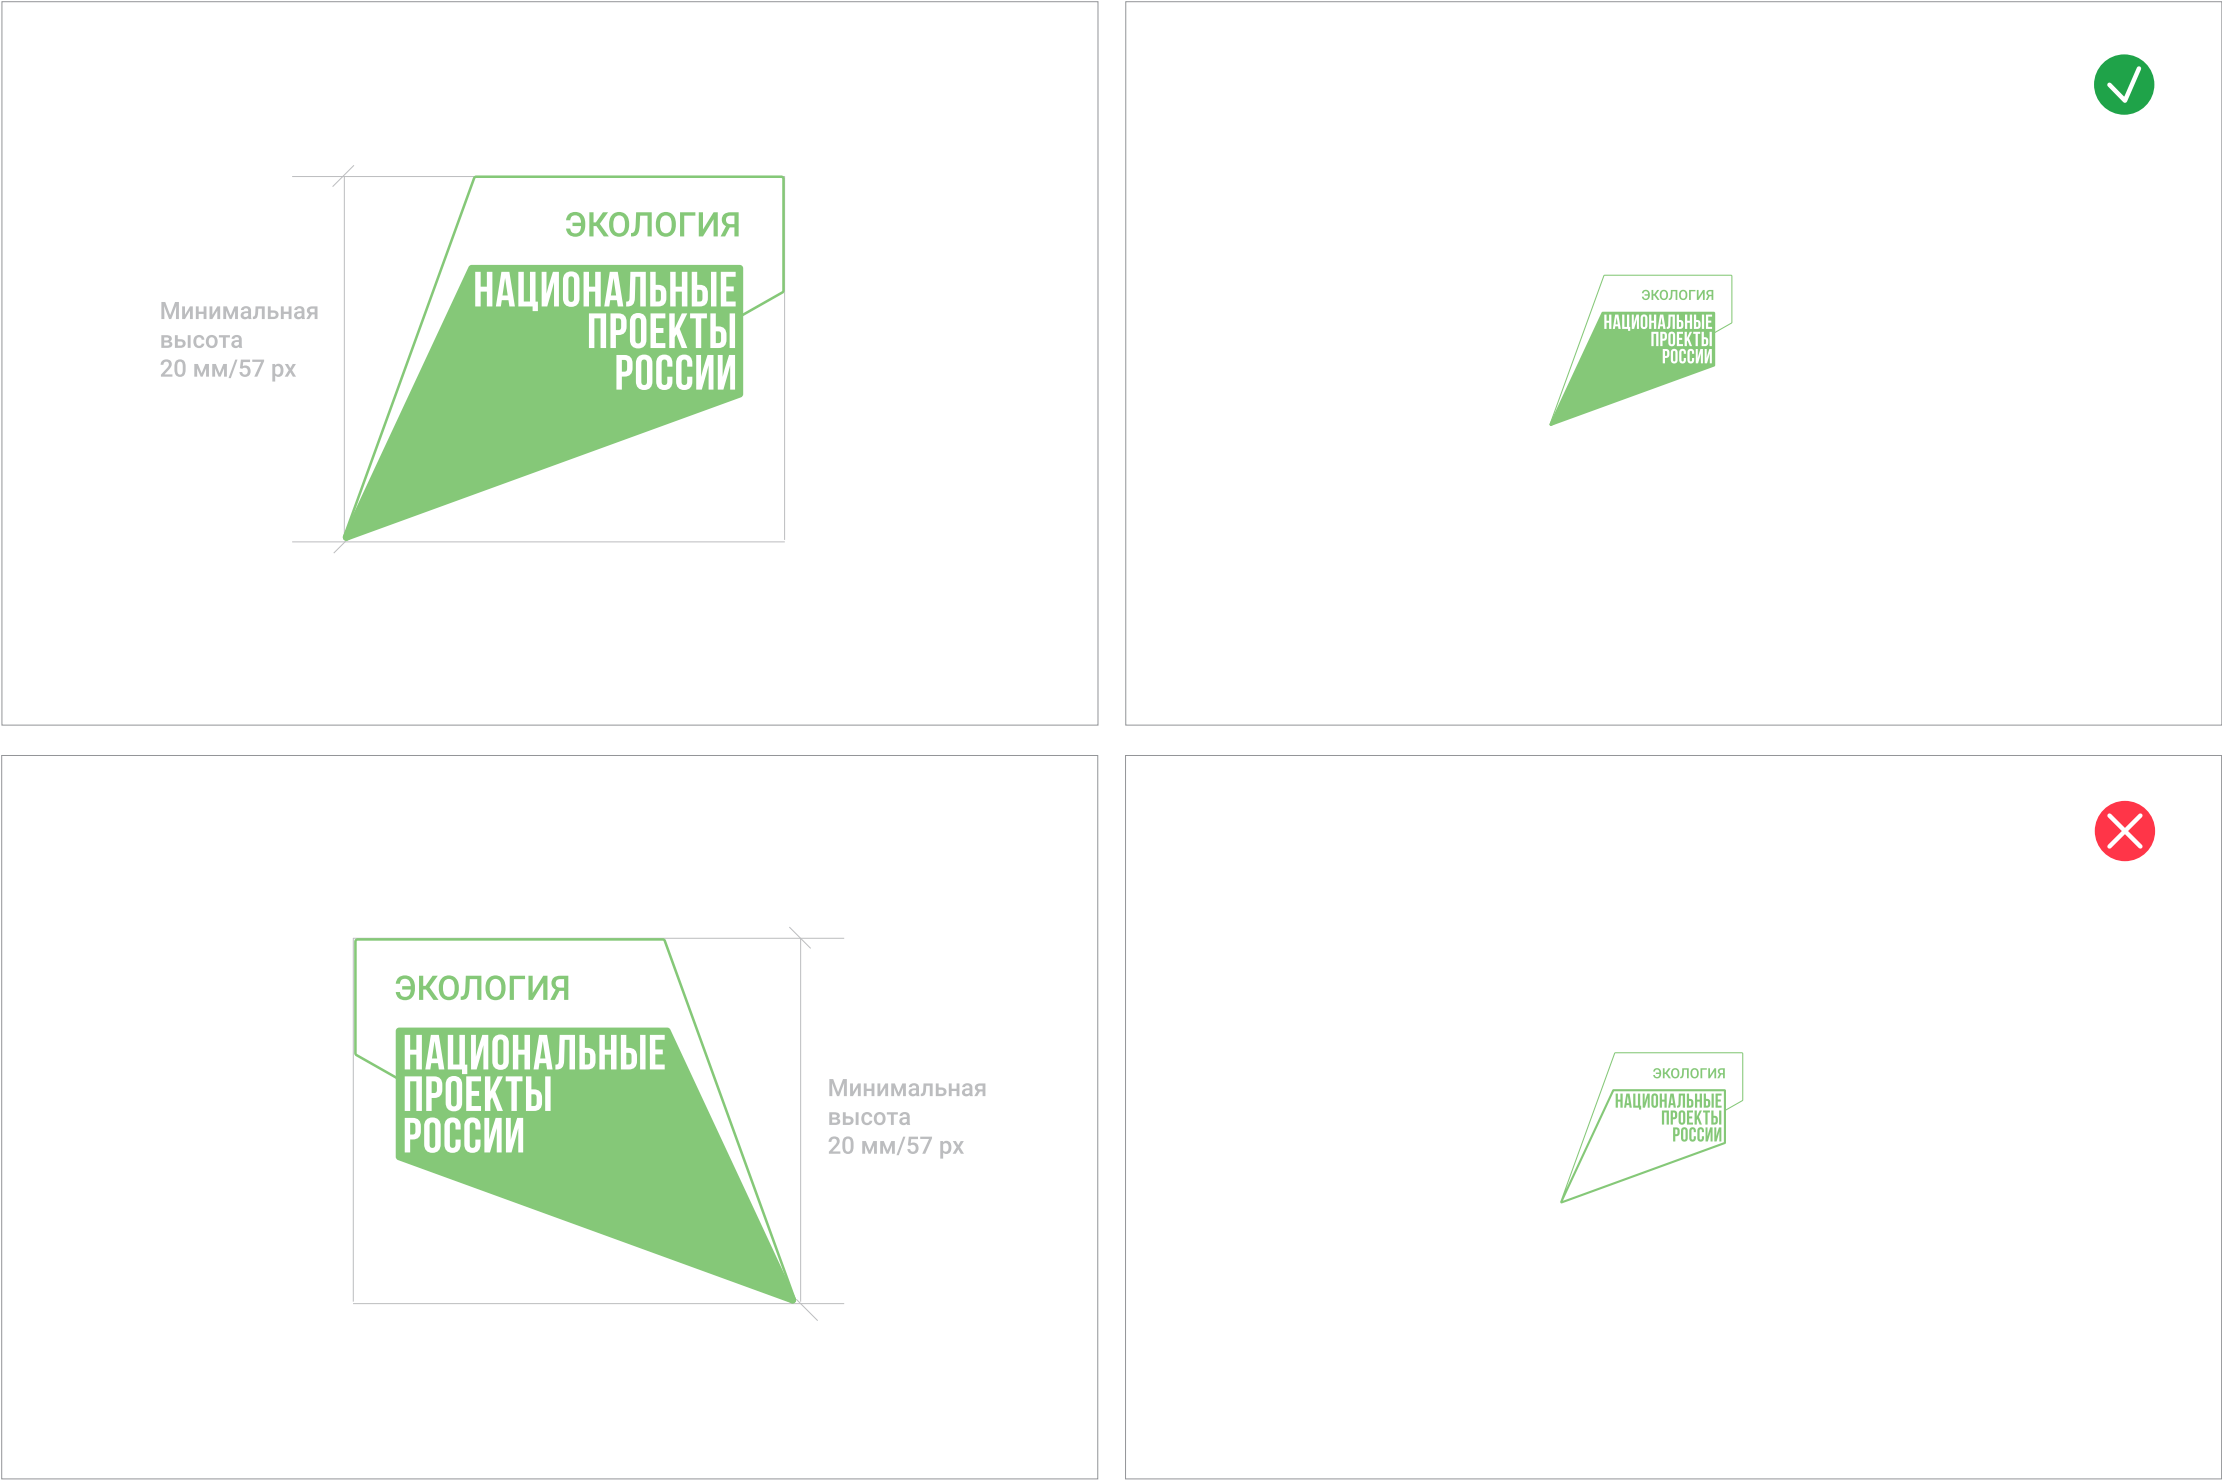 ЭКОЛОГИЯ
НАЦИОНАЛЬНЫЕ
ПРОЕКТЫ
РОССИИ
Минимальная
высота
20 мм/57 px
ЭКОЛОГИЯ
НАЦИОНАЛЬНЫЕ
ПРОЕКТЫ
РОССИИ
ЭКОЛОГИЯ
НАЦИОНАЛЬНЫЕ
ПРОЕКТЫ
РОССИИ
Минимальная
высота
20 мм/57 px
ЭКОЛОГИЯ
НАЦИОНАЛЬНЫЕ
ПРОЕКТЫ
РОССИИ